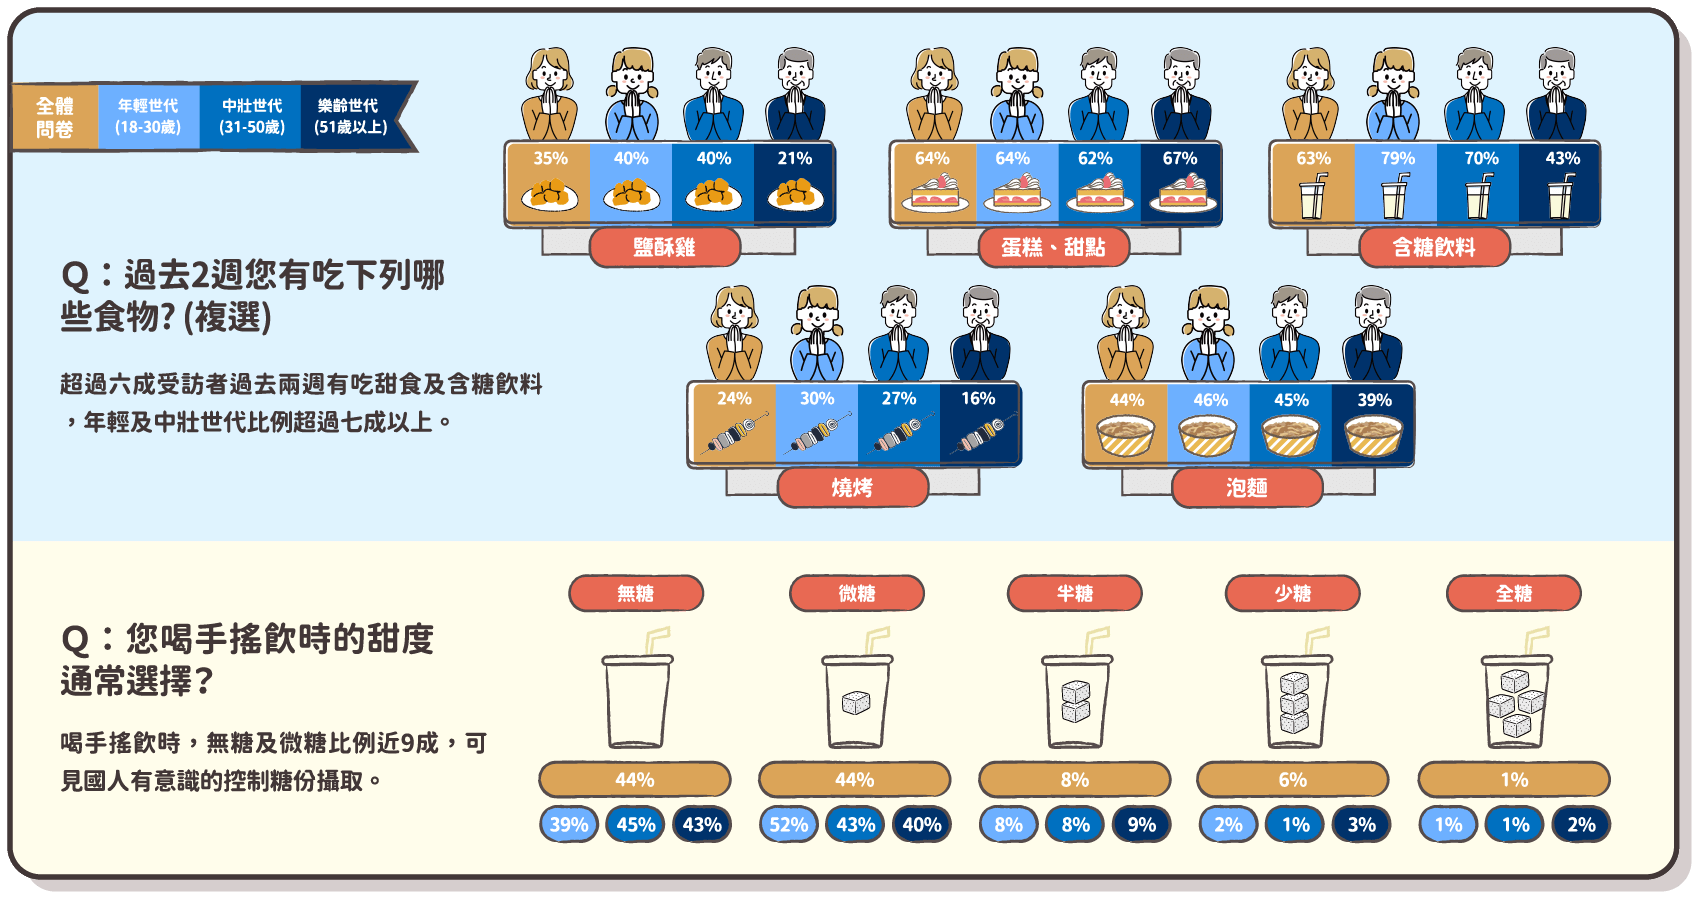 全體
問卷
年輕世代
(18-30歲)
中壯世代
(31-50歲)
樂齡世代
(51歲以上)
Q：過去2週您有吃下列哪
些食物? (複選)
超過六成受訪者過去兩週有吃甜食及含糖飲料
，年輕及中壯世代比例超過七成以上。
35% 40% 40% 21%
鹽酥雞
64% 64% 62% 67%
蛋糕、甜點
63% 79% 70% 43%
含糖飲料
24% 30% 27% 16%
燒烤
44% 46% 45% 39%
泡麵
Q：您喝手搖飲時的甜度
通常選擇?
喝手搖飲時，無糖及微糖比例近9成，可
見國人有意識的控制糖份攝取。
無糖
44%
39% 45% 43%
微糖
44%
52% 43% 40%
半糖
8%
8% 8% 9%
少糖
6%
2% 1% 3%
全糖
1%
1% 1% 2%